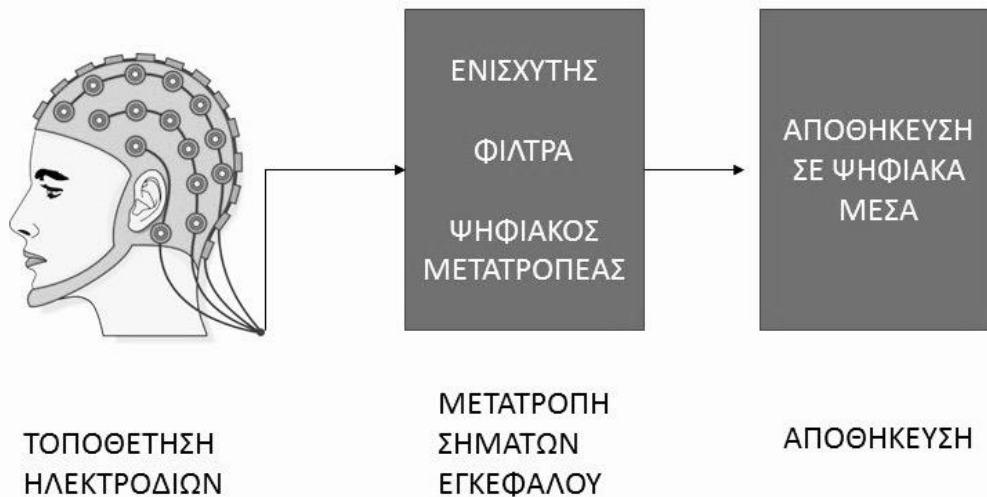 ΕΝΙΣΧΥΤΗΣ
ΦΙΛΤΡΑ
ΨΗΦΙΑΚΟΣ
ΜΕΤΑΤΡΟΠΕΑΣ
ΑΠΟΘΗΚΕΥΣΗ
ΣΕ ΨΗΦΙΑΚΑ
ΜΕΣΑ
ΤΟΠΟΘΕΤΗΣΗ
ΗΛΕΚΤΡΟΔΙΩΝ
ΜΕΤΑΤΡΟΠΗ
ΣΗΜΑΤΩΝ
ΕΓΚΕΦΑΛΟΥ
ΑΠΟΘΗΚΕΥΣΗ